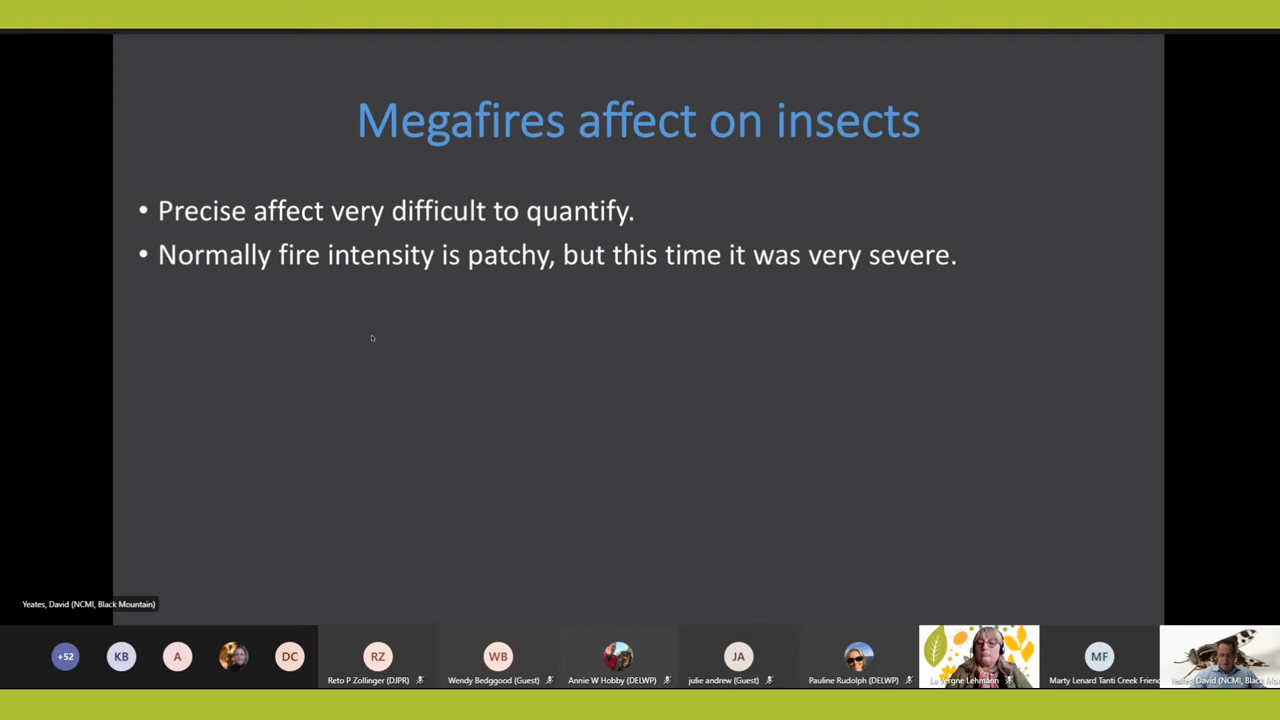 Megafires affect on insects
• Precise affect very difficult to quantify.
• Normally fire intensity is patchy, but this time it was very severe.
Yeates, David (NCMI, Black Mountain)
+52
KB
A
DC
RZ
WB
JA
MF
Reto P Zollinger (DJPR)
Wendy Bedggood (Guest)
Annie W Hobby (DELWP)
julie andrew (Guest)
Pauline Rudolph (DELWP)
La Vergne Lehmann
Marty Lenard Tanti Creek Friend
Yeates, David (NCMI, Black Mou